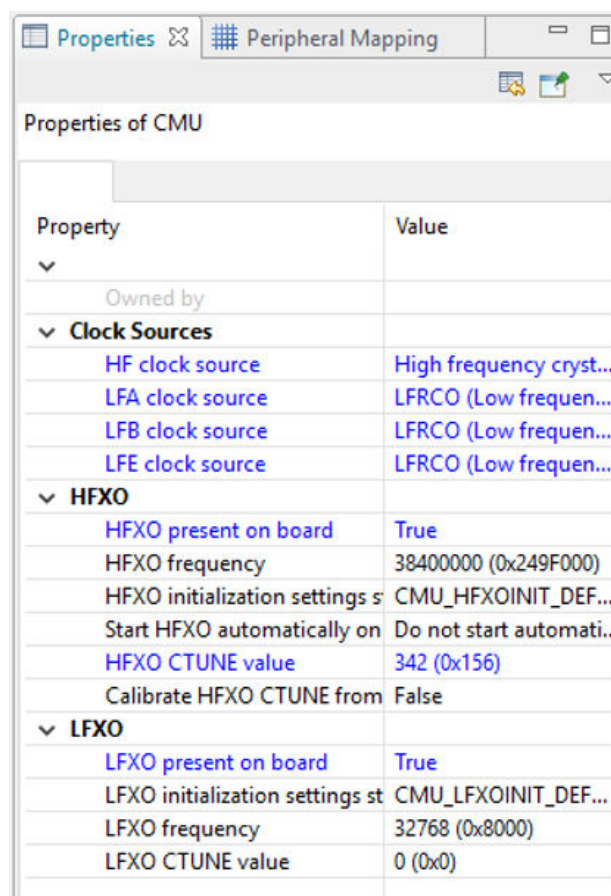 Properties Peripheral Mapping
Properties of CMU
Property Value
Owned by
Clock Sources
HF clock source High frequency cryst...
LFA clock source LFRCO (Low frequen...
LFB clock source LFRCO (Low frequen...
LFE clock source LFRCO (Low frequen...
HFXO
HFXO present on board True
HFXO frequency 38400000 (0x249F000)
HFXO initialization settings s CMU_HFXOINIT_DEF...
Start HFXO automatically on Do not start automati..
HFXO CTUNE value 342 (0x156)
Calibrate HFXO CTUNE from False
LFXO
LFXO present on board True
LFXO initialization settings st CMU_LFXOINIT_DEF...
LFXO frequency 32768 (0x8000)
LFXO CTUNE value 0 (0x0)